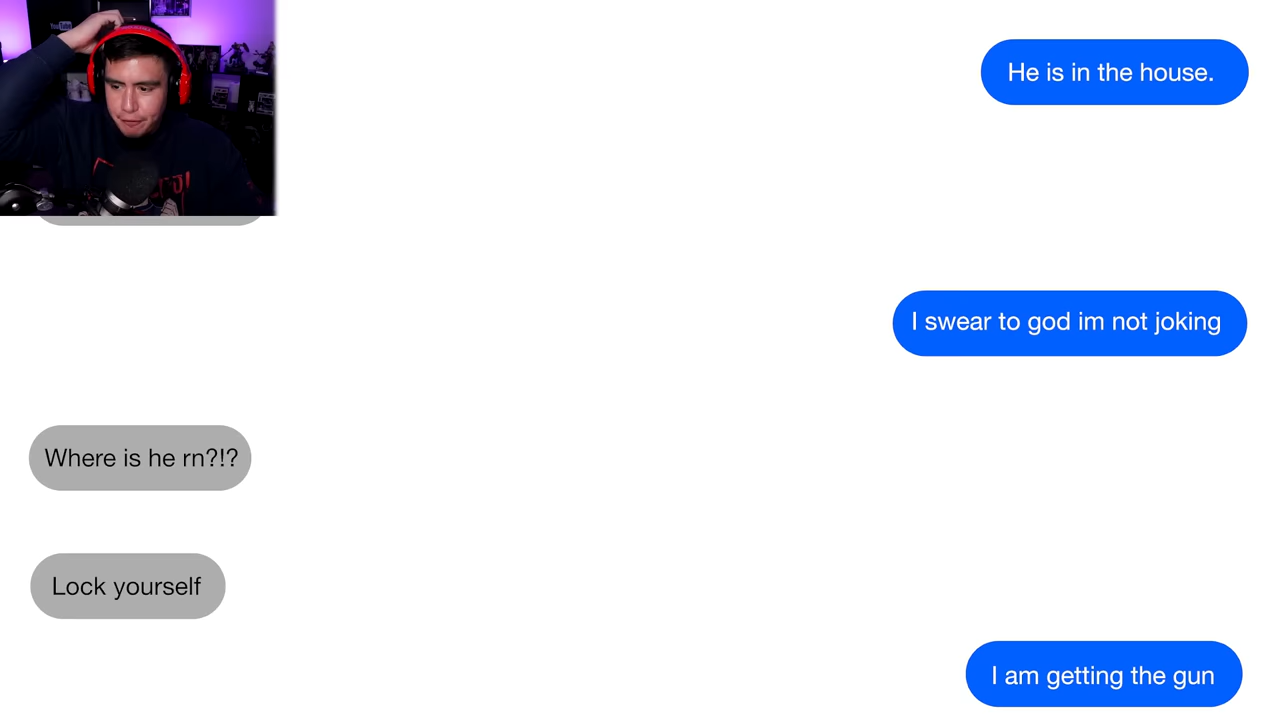 YouTube
He is in the house.
I swear to god im not joking
Where is he rn?!?
Lock yourself
I am getting the gun